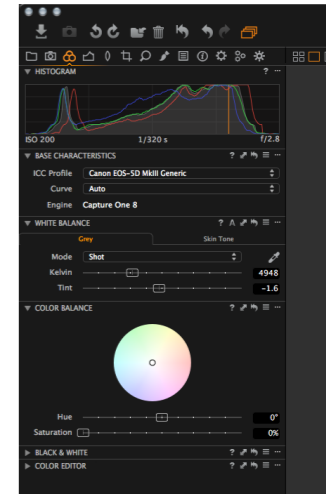 HISTOGRAM ? ...
ISO 200 1/320 s f/2.8
BASE CHARACTERISTICS ? ...
ICC Profile Canon EOS-5D MkIII Generic
Curve Auto
Engine Capture One 8
WHITE BALANCE ? A ...
Grey Skin Tone
Mode Shot
Kelvin 4948
Tint -1.6
COLOR BALANCE ? ...
Hue 0°
Saturation 0%
BLACK & WHITE ? ...
COLOR EDITOR ? ...